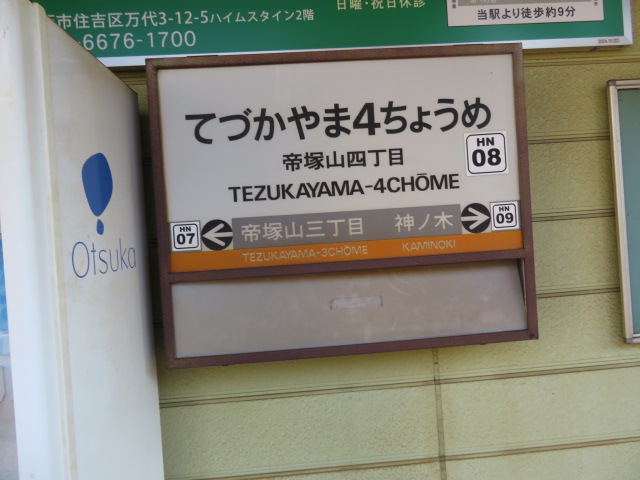 市住吉区万代3-12-5ハイムスタイン2階
6676-1700
日曜・祝日休診
当駅より徒歩約9分
てづかやま4ちょうめ
帝塚山四丁目
HN
08
TEZUKAYAMA-4CHŌME
HN
07
帝塚山三丁目 神ノ木
HN
09
TEZUKAYAMA-3CHŌME KAMINOKI
Otsuka